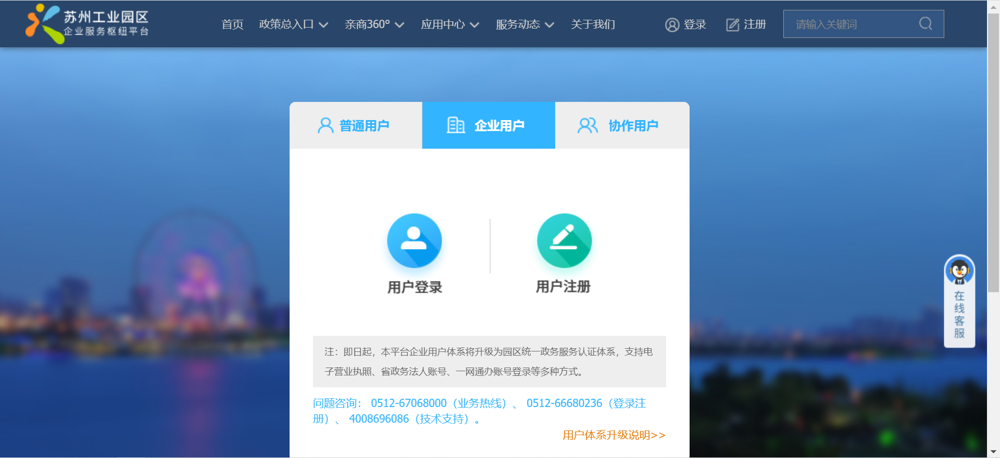 苏州工业园区
企业服务枢纽平台
首页 政策总入口 亲商360° 应用中心 服务动态 关于我们 登录 注册 请输入关键词
普通用户 企业用户 协作用户
用户登录 用户注册
在线客服
注：即日起，本平台企业用户体系将升级为园区统一政务服务认证体系，支持电
子营业执照、省政务法人账号、一网通办账号登录等多种方式。
问题咨询： 0512-67068000（业务热线）、 0512-66680236（登录注
册）、 4008696086（技术支持）。
用户体系升级说明>>